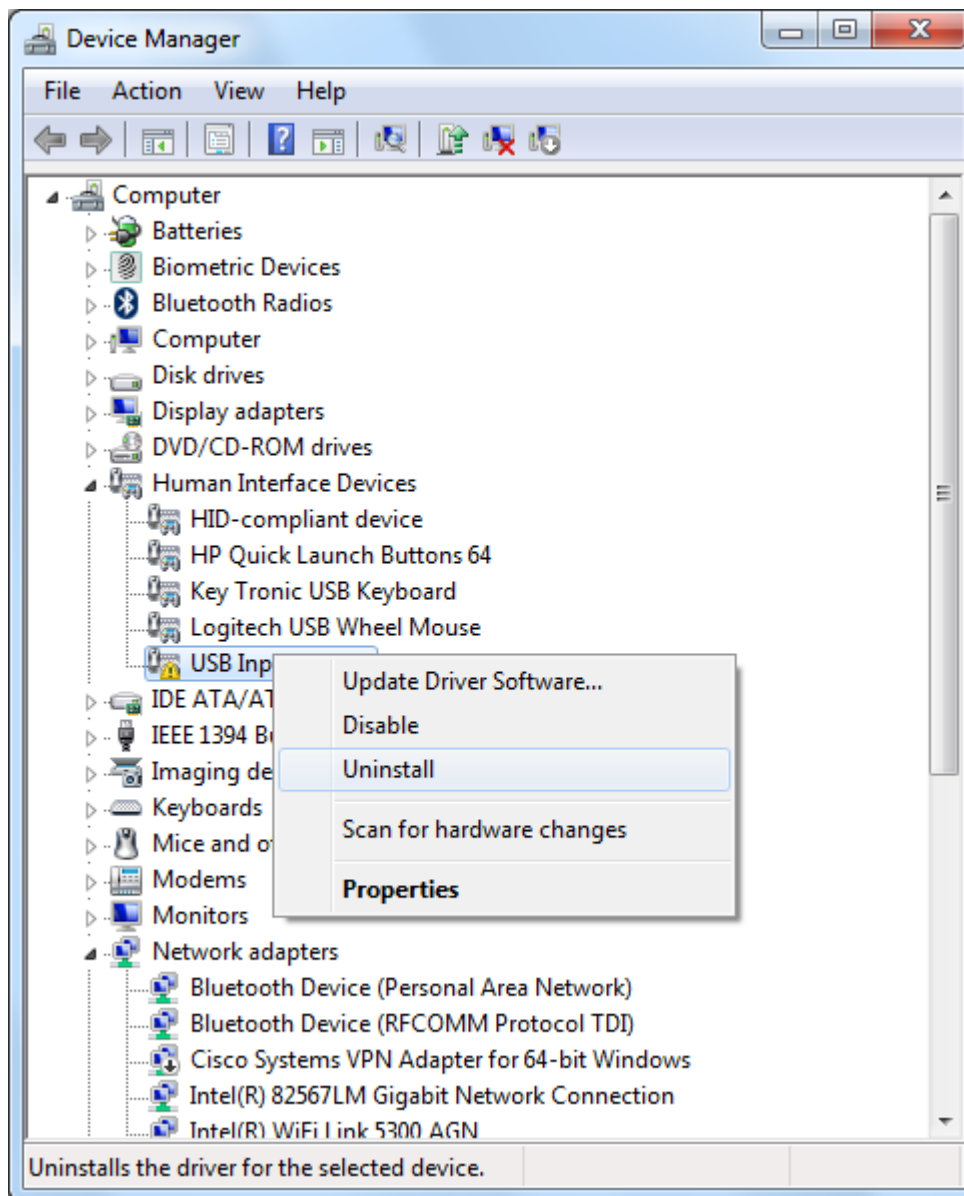 Device Manager
File Action View Help
Computer
Batteries
Biometric Devices
Bluetooth Radios
Computer
Disk drives
Display adapters
DVD/CD-ROM drives
Human Interface Devices
HID-compliant device
HP Quick Launch Buttons 64
Key Tronic USB Keyboard
Logitech USB Wheel Mouse
USB Inp
IDE ATA/AT
IEEE 1394 B
Imaging de
Keyboards
Mice and o
Modems
Monitors
Network adapters
Bluetooth Device (Personal Area Network)
Bluetooth Device (RFCOMM Protocol TDI)
Cisco Systems VPN Adapter for 64-bit Windows
Intel(R) 82567LM Gigabit Network Connection
Intel(R) WiFi Link 5300 AGN
Update Driver Software...
Disable
Uninstall
Scan for hardware changes
Properties
Uninstalls the driver for the selected device.